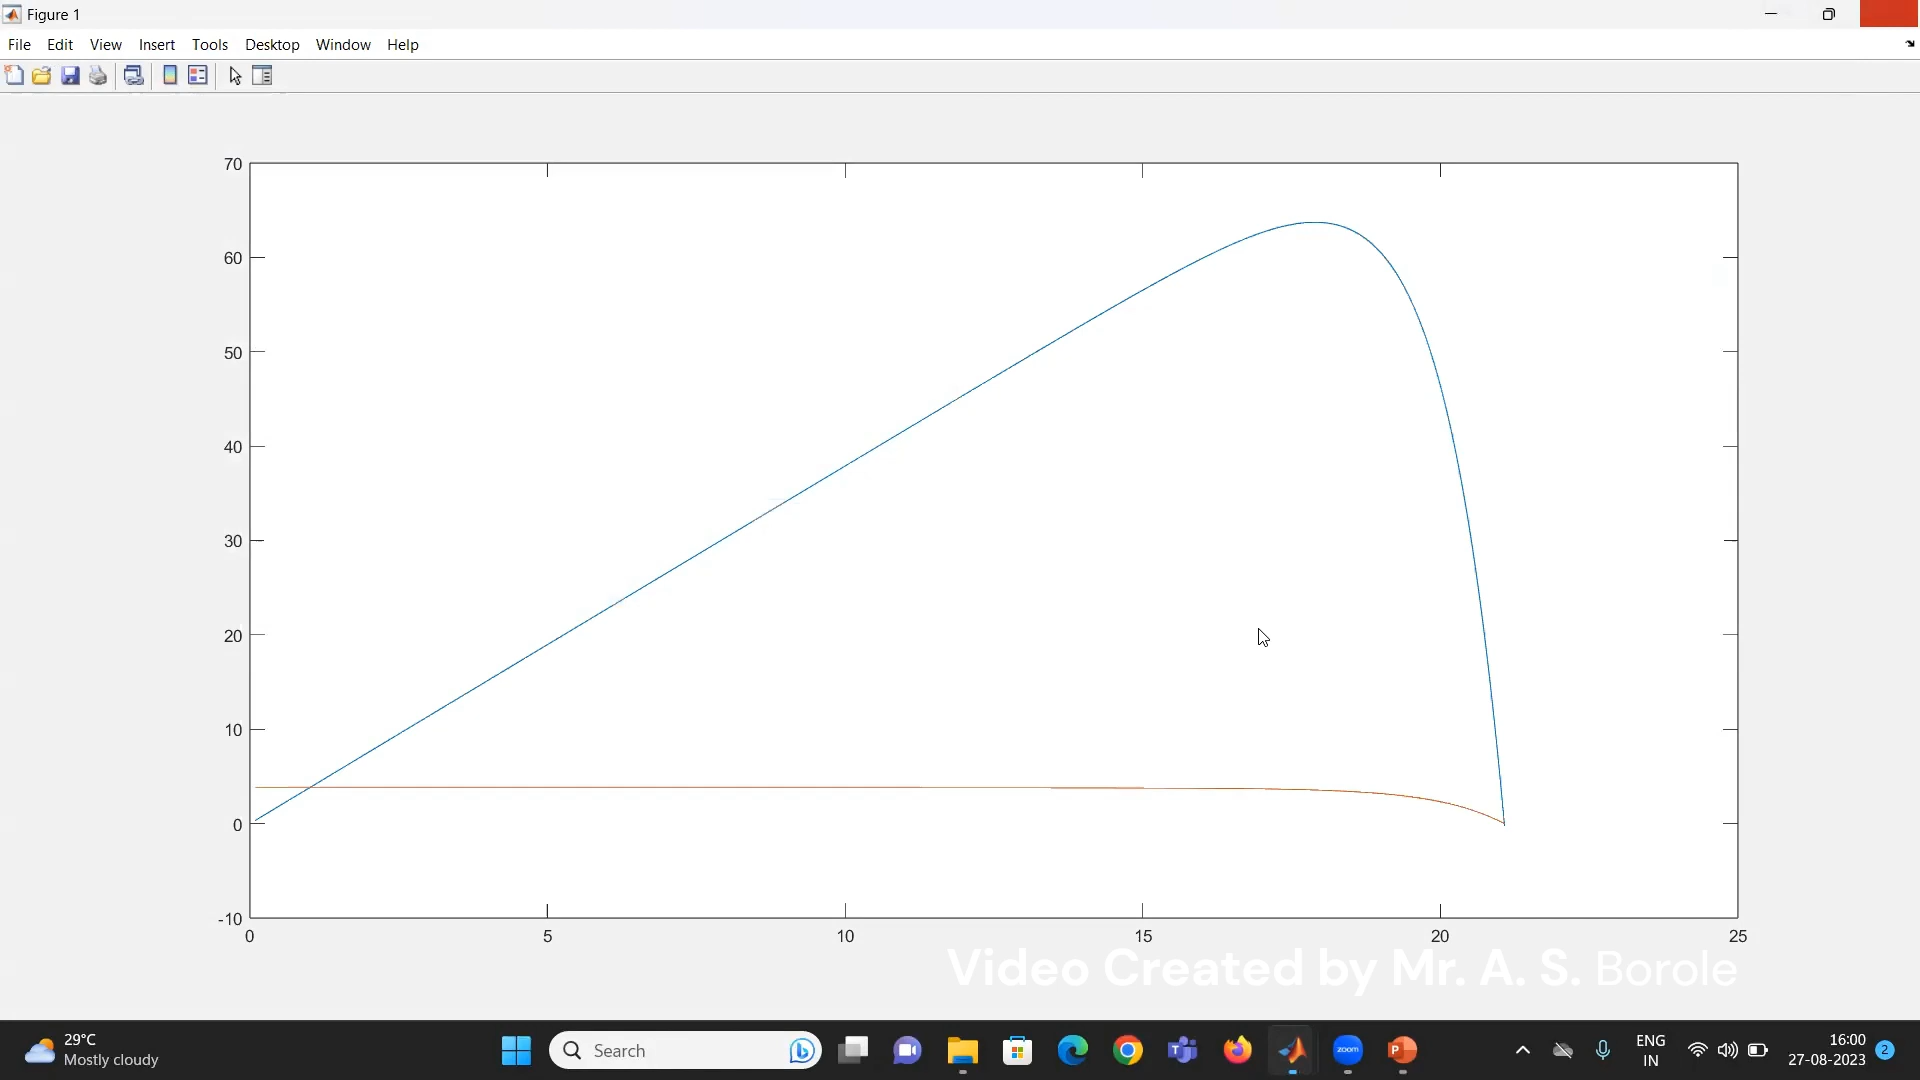 Figure 1
File Edit View Insert Tools Desktop Window Help
70
60
50
40
30
20
10
0
-10
0 5 10 15 20 25
Video Created by Mr. A. S. Borole
29°C
Mostly cloudy
Search
zoom
ENG
IN
16:00
27-08-2023
2